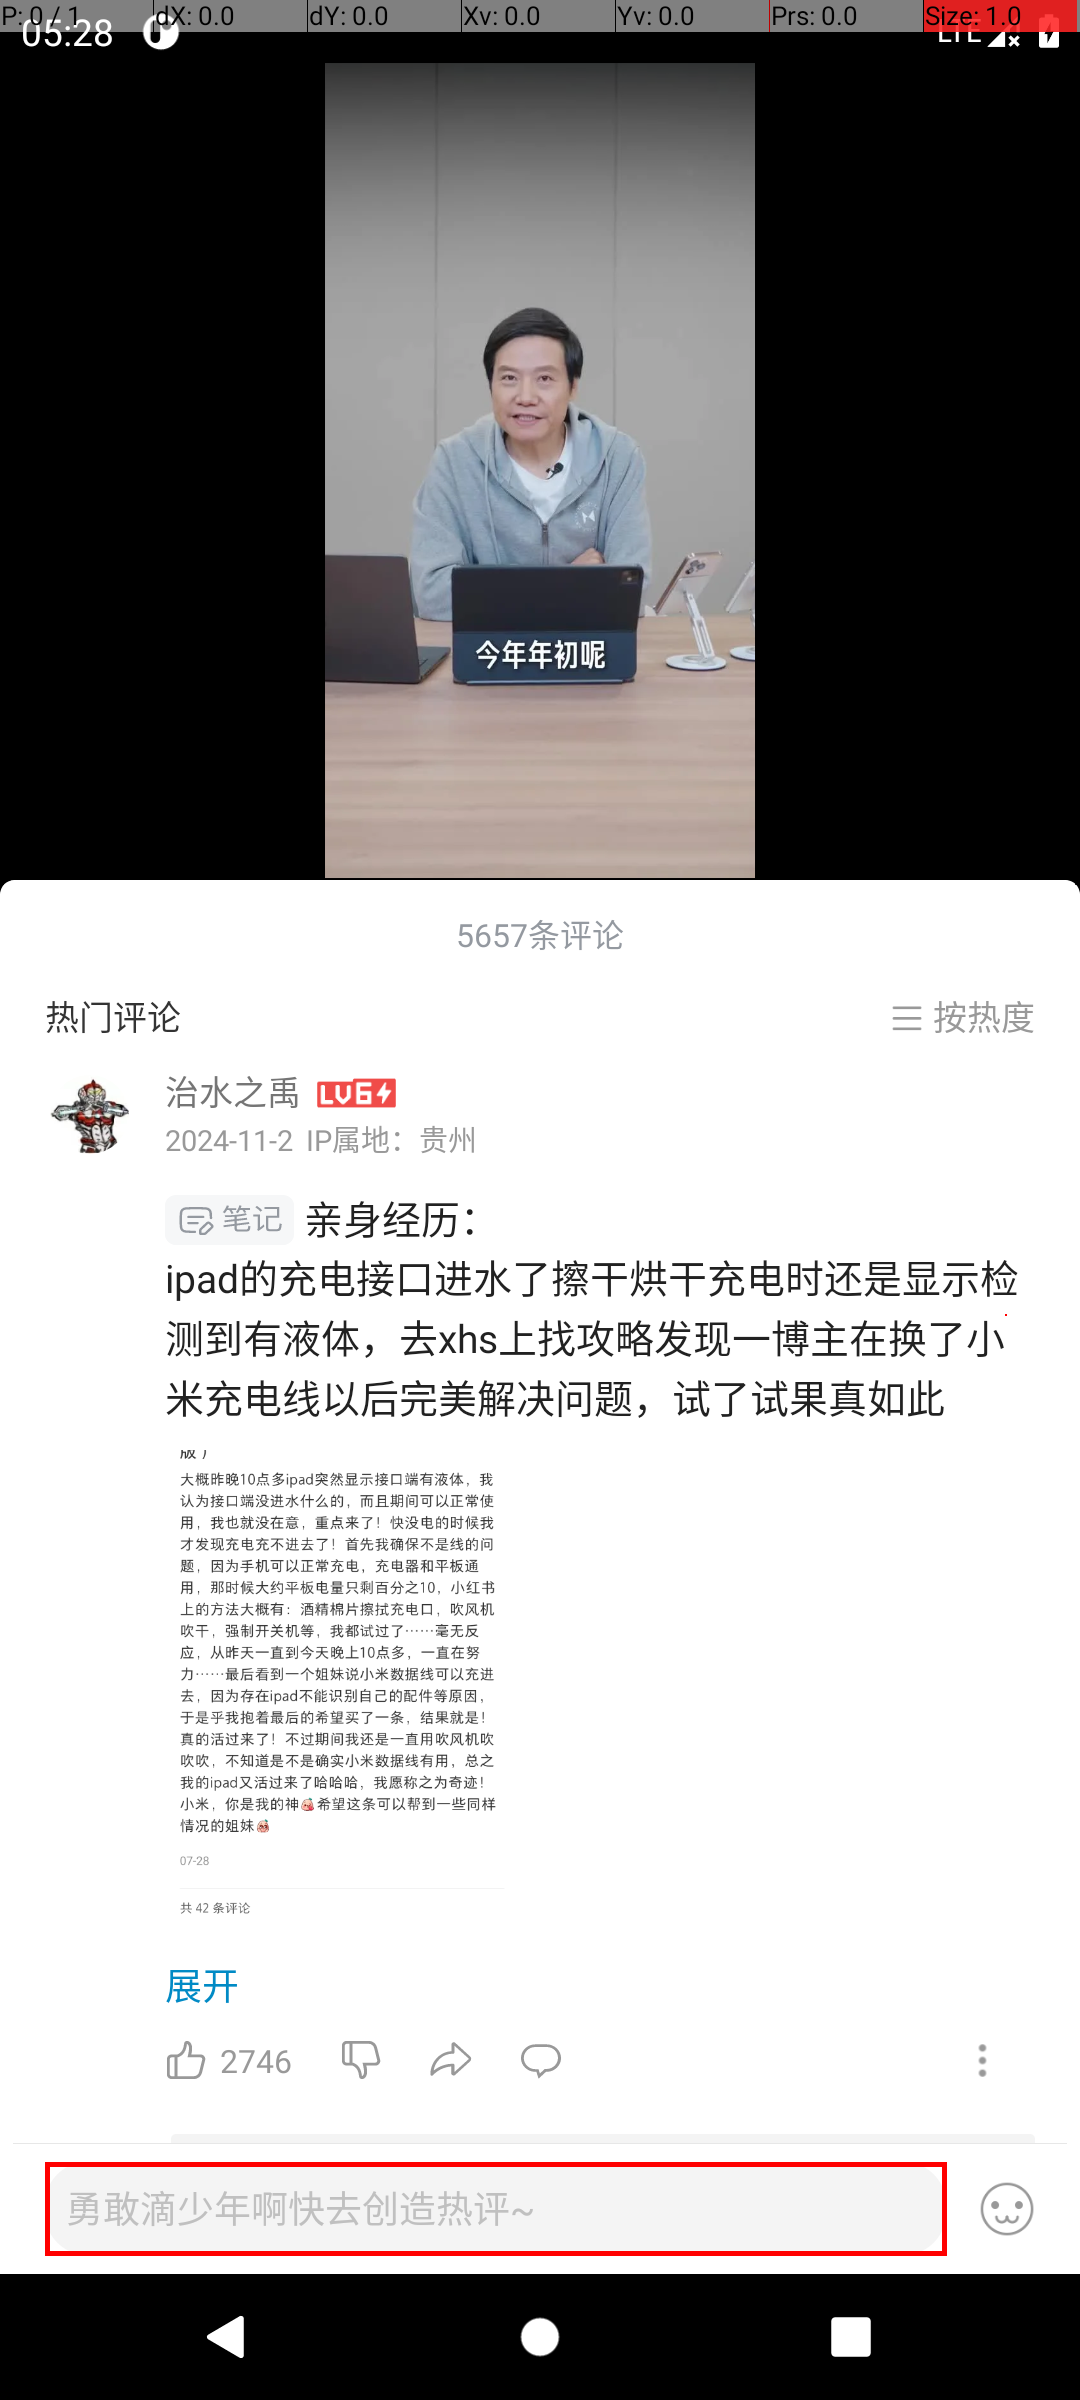 P: 0 / 1 dX: 0.0 dY: 0.0 Xv: 0.0 Yv: 0.0 Prs: 0.0 Size: 1.0
05:28 LTE
今年年初呢
5657条评论
热门评论 按热度
治水之禹 LV6
2024-11-2 IP属地：贵州
笔记 亲身经历：
ipad的充电接口进水了擦干烘干充电时还是显示检
测到有液体，去xhs上找攻略发现一博主在换了小
米充电线以后完美解决问题，试了试果真如此
大概昨晚10点多ipad突然显示接口端有液体，我
认为接口端没进水什么的，而且期间可以正常使
用，我也就没在意，重点来了！快没电的时候我
才发现充电充不进去了！首先我确保不是线的问
题，因为手机可以正常充电，充电器和平板通
用，那时候大约平板电量只剩百分之10，小红书
上的方法大概有：酒精棉片擦拭充电口，吹风机
吹干，强制开关机等，我都试过了……毫无反
应，从昨天一直到今天晚上10点多，一直在努
力……最后看到一个姐妹说小米数据线可以充进
去，因为存在ipad不能识别自己的配件等原因，
于是乎我抱着最后的希望买了一条，结果就是！
真的活过来了！不过期间我还是一直用吹风机吹
吹吹，不知道是不是确实小米数据线有用，总之
我的ipad又活过来了哈哈哈，我愿称之为奇迹！
小米，你是我的神希望这条可以帮到一些同样
情况的姐妹
07-28
共 42 条评论
展开
2746
勇敢滴少年啊快去创造热评~